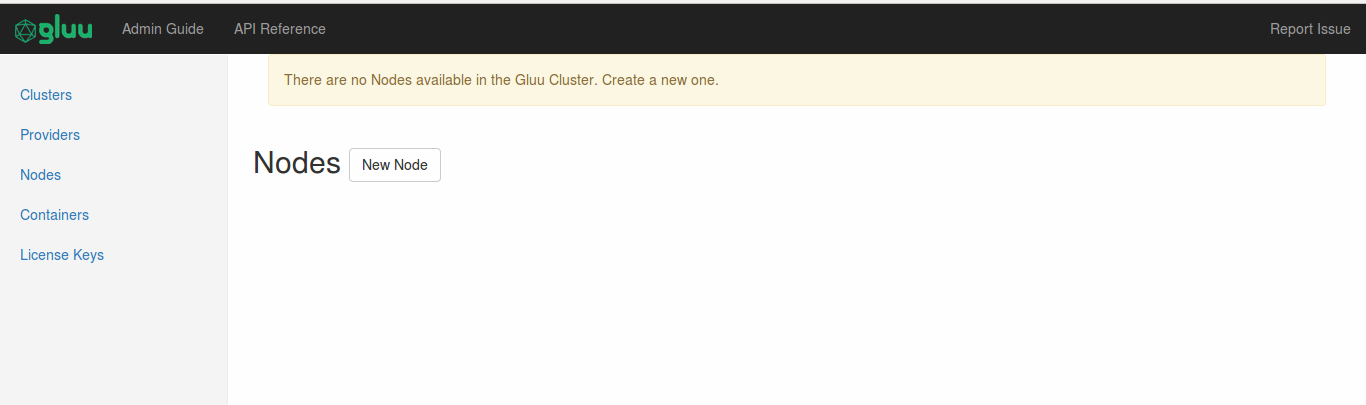 gluu Admin Guide API Reference Report Issue
There are no Nodes available in the Gluu Cluster. Create a new one.
Clusters
Providers
Nodes
Containers
License Keys
Nodes New Node